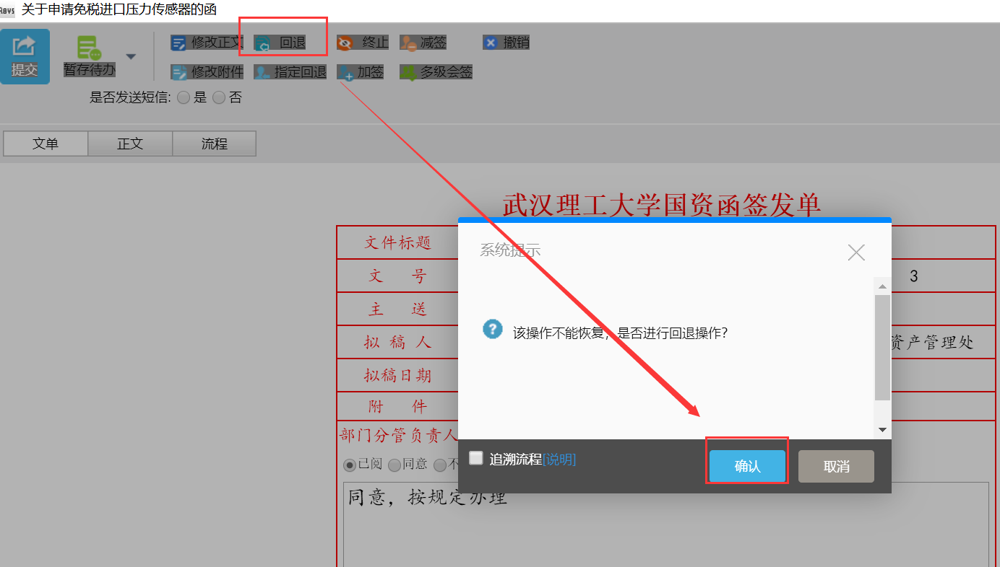 关于申请免税进口压力传感器的函
提交
暂存待办
修改正文 回退 终止 减签 撤销
修改附件 指定回退 加签 多级会签
是否发送短信: 是 否
文单 正文 流程
武汉理工大学国资函签发单
文件标题
文 号 3
主 送
拟 稿 人 资产管理处
拟稿日期
附 件
部门分管负责人
已阅 同意 不
同意，按规定办理
系统提示
该操作不能恢复，是否进行回退操作?
追溯流程[说明]
确认 取消